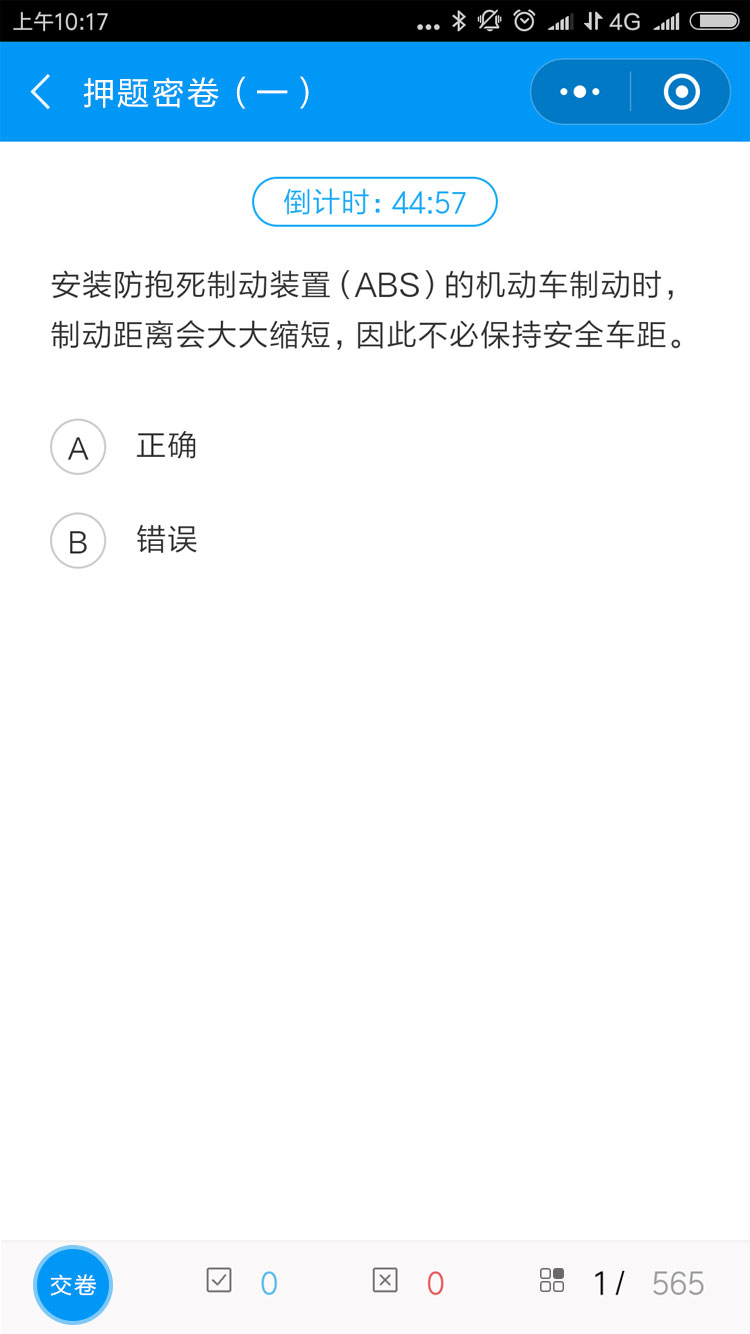 上午10:17 ... 4G
押题密卷（一）
倒计时：44:57
安装防抱死制动装置（ABS）的机动车制动时，
制动距离会大大缩短，因此不必保持安全车距。
A 正确
B 错误
交卷 0 0 1 / 565